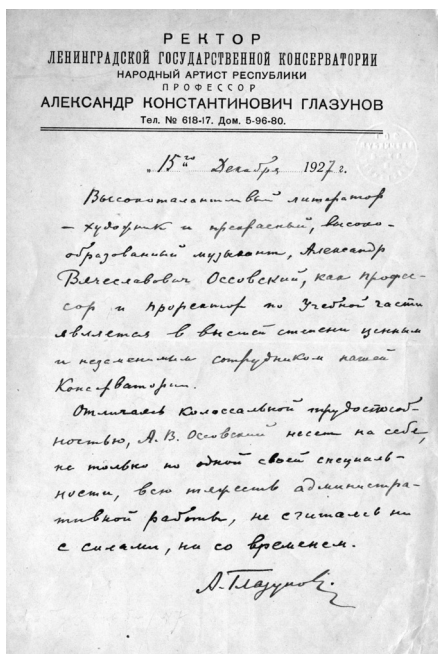 РЕКТОР
ЛЕНИНГРАДСКОЙ ГОСУДАРСТВЕННОЙ КОНСЕРВАТОРИИ
НАРОДНЫЙ АРТИСТ РЕСПУБЛИКИ
ПРОФЕССОР
АЛЕКСАНДР КОНСТАНТИНОВИЧ ГЛАЗУНОВ
Тел. № 618-17. Дом. 5-96-80.
„15го" Декабря 1927 г.
Высокоталантливый литератор
— художник и прекрасный, высоко-
образованный музыкант, Александр
Вячеславович Оссовский, как профес-
сор и проректор по Учебной части
является в высшей степени ценным
и незаменимым сотрудником нашей
Консерватории.
Отличаясь колоссальной трудоспособ-
ностью, А. В. Оссовский несет на себе,
не только по одной своей специаль-
ности, всю тяжесть администра-
тивной работы, не считаясь ни
с силами, ни со временем.
А. Глазунов.